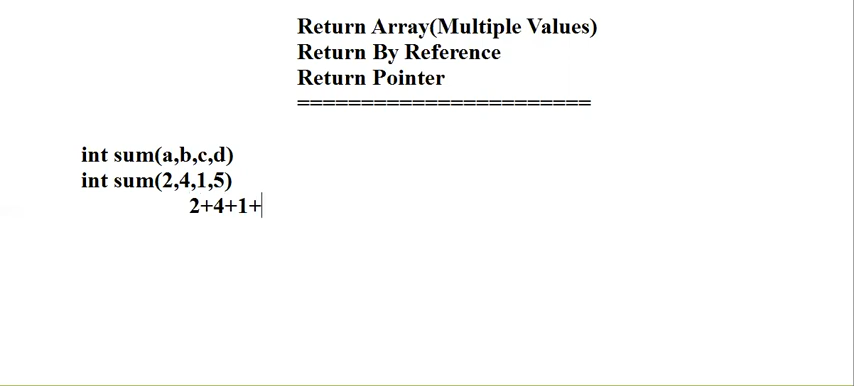 Return Array(Multiple Values)
Return By Reference
Return Pointer
=======================
int sum(a,b,c,d)
int sum(2,4,1,5)
2+4+1+